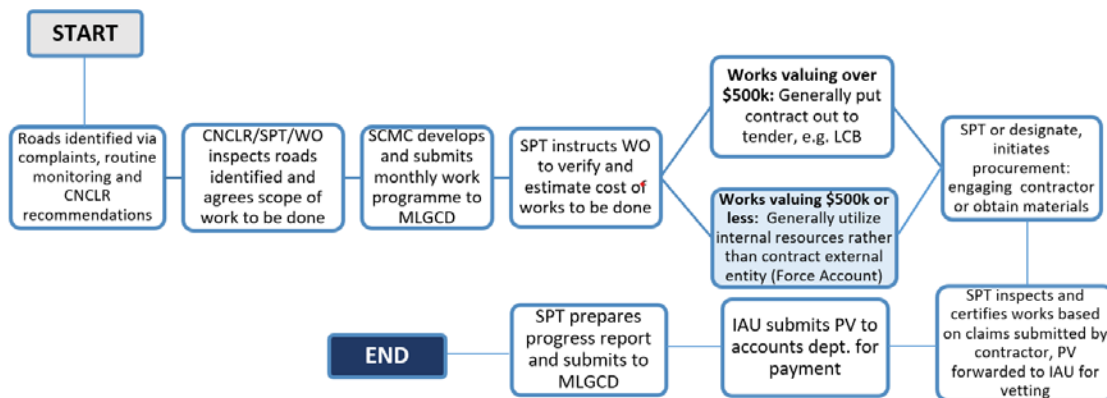 START
Roads identified via
complaints, routine
monitoring and
CNCLR
recommendations
CNCLR/SPT/WO
inspects roads
identified and
agrees scope of
work to be done
SCMC develops
and submits
monthly work
programme to
MLGCD
SPT instructs WO
to verify and
estimate cost of
works to be done
Works valuing over
$500k: Generally put
contract out to
tender, e.g. LCB
Works valuing $500k or
less: Generally utilize
internal resources rather
than contract external
entity (Force Account)
SPT or designate,
initiates
procurement:
engaging contractor
or obtain materials
SPT inspects and
certifies works based
on claims submitted by
contractor, PV
forwarded to IAU for
vetting
IAU submits PV to
accounts dept. for
payment
SPT prepares
progress report
and submits to
MLGCD
END